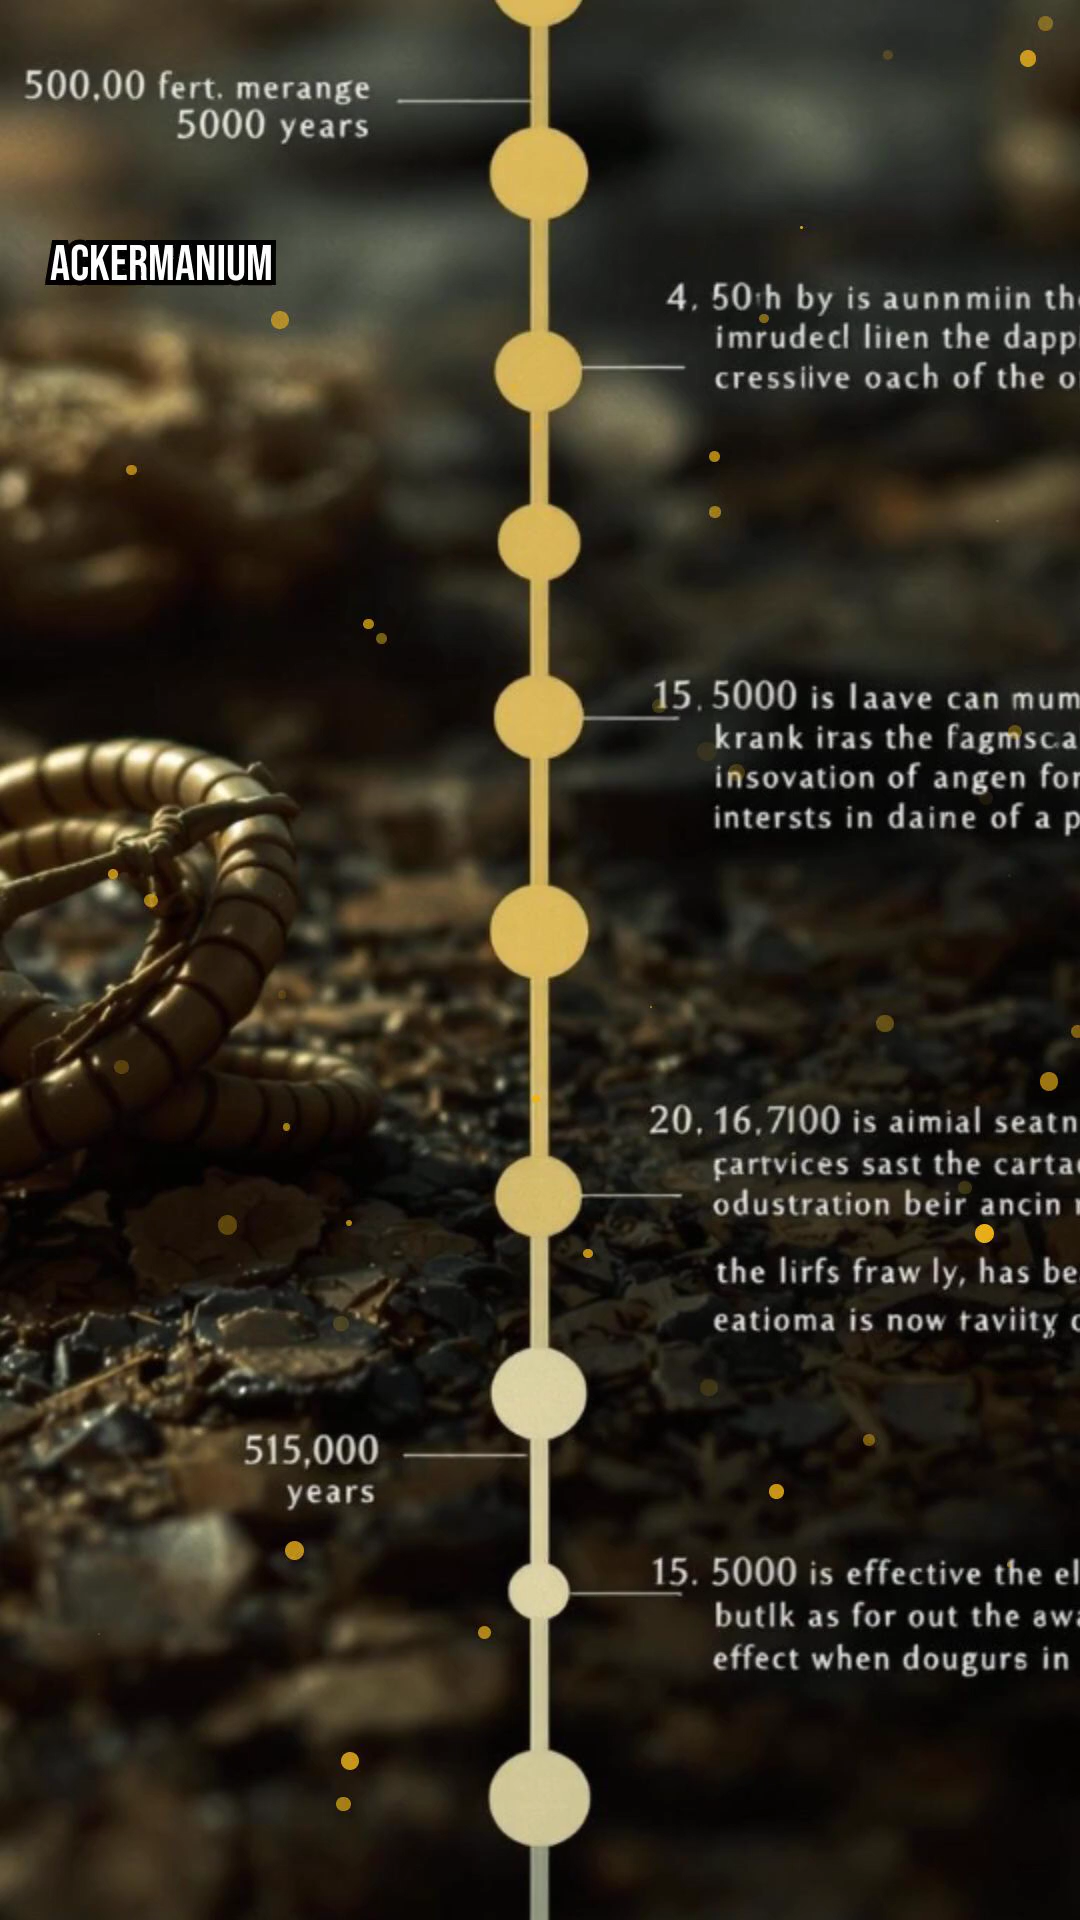 500,00 fert. merange
5000 years
ACKERMANIUM
4. 50th by is aunnmiin the
imrudecl liien the dapp
cressiive oach of the o
15. 5000 is laave can mum
krank iras the fagmsca
insovation of angen for
intersts in daine of a p
20. 16.7100 is aimial seatn
cartvices sast the carta
odustration beir ancin
the lirfs fraw ly, has be
eatioma is now raviity
515,000
years
15. 5000 is effective the el
butlk as for out the awa
effect when dougurs in